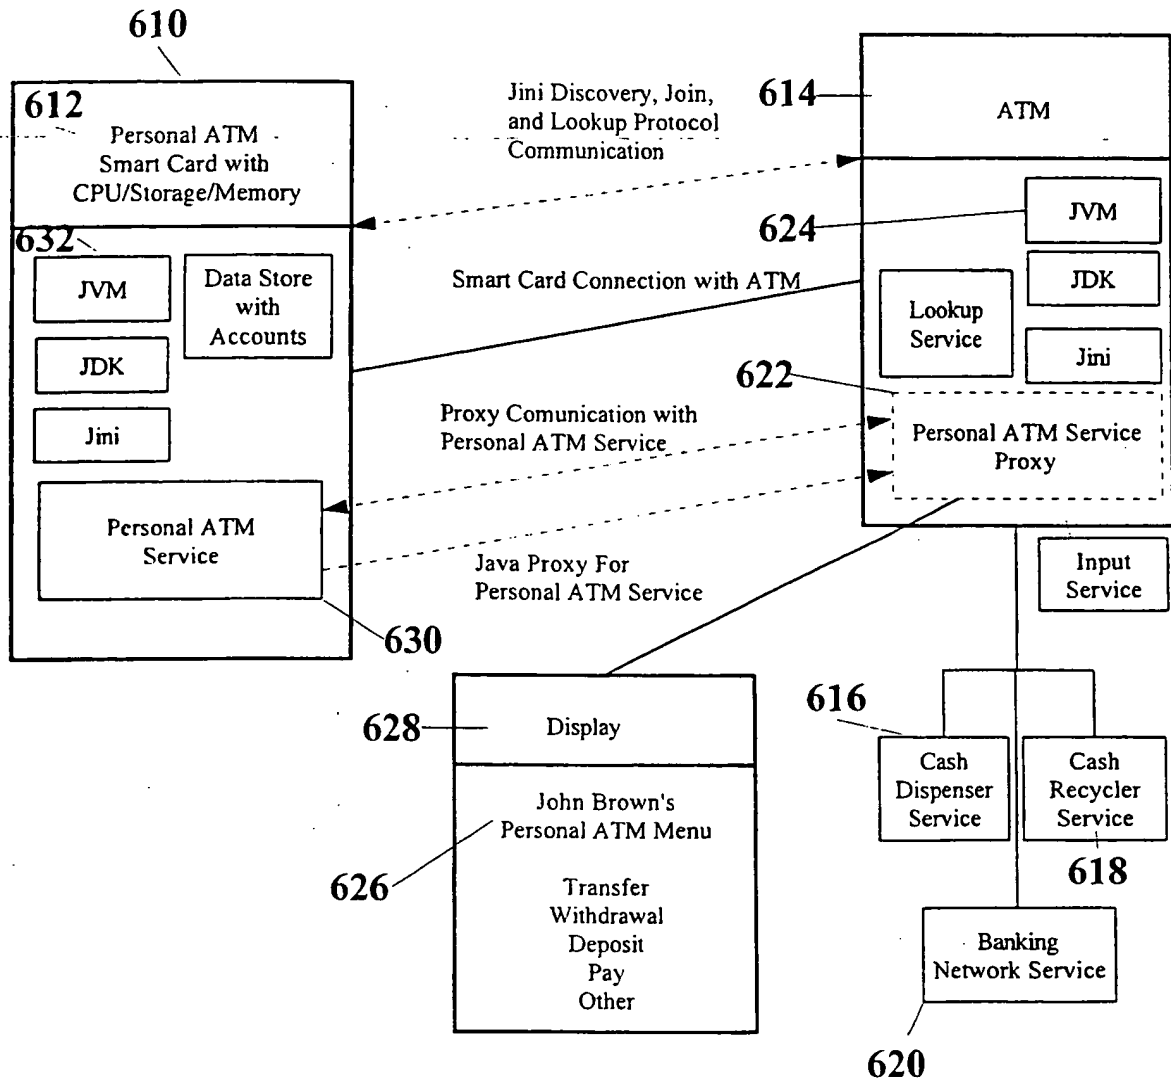 610
612
Personal ATM
Smart Card with
CPU/Storage/Memory
632
JVM
Data Store
with
Accounts
JDK
Jini
Personal ATM
Service
630
Jini Discovery, Join,
and Lookup Protocol
Communication
Smart Card Connection with ATM
Proxy Comunication with
Personal ATM Service
Java Proxy For
Personal ATM Service
614
ATM
624
JVM
JDK
Lookup
Service
Jini
622
Personal ATM Service
Proxy
Input
Service
628
Display
John Brown's
Personal ATM Menu
626
Transfer
Withdrawal
Deposit
Pay
Other
616
Cash
Dispenser
Service
Cash
Recycler
Service
618
Banking
Network Service
620